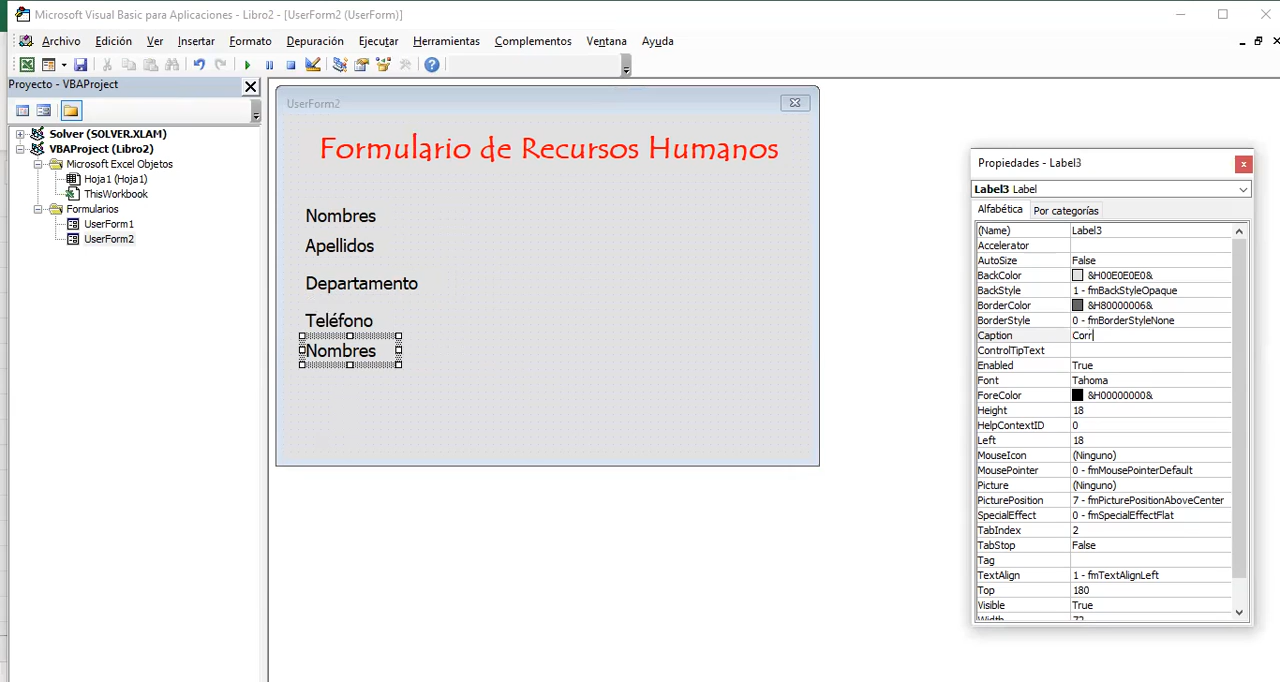 Microsoft Visual Basic para Aplicaciones - Libro2 - [UserForm2 (UserForm)]
Archivo Edición Ver Insertar Formato Depuración Ejecutar Herramientas Complementos Ventana Ayuda
Proyecto - VBAProject
Solver (SOLVER.XLAM)
VBAProject (Libro2)
Microsoft Excel Objetos
Hoja1 (Hoja1)
ThisWorkbook
Formularios
UserForm1
UserForm2
UserForm2
Formulario de Recursos Humanos
Nombres
Apellidos
Departamento
Teléfono
Nombres
Propiedades - Label3
Label3 Label
Alfabética Por categorías
(Name) Label3
Accelerator
AutoSize False
BackColor &H00E0E0E0&
BackStyle 1 - fmBackStyleOpaque
BorderColor &H80000006&
BorderStyle 0 - fmBorderStyleNone
Caption Corr
ControlTipText
Enabled True
Font Tahoma
ForeColor &H00000000&
Height 18
HelpContextID 0
Left 18
MouseIcon (Ninguno)
MousePointer 0 - fmMousePointerDefault
Picture (Ninguno)
PicturePosition 7 - fmPicturePositionAboveCenter
SpecialEffect 0 - fmSpecialEffectFlat
TabIndex 2
TabStop False
Tag
TextAlign 1 - fmTextAlignLeft
Top 180
Visible True
Width 72